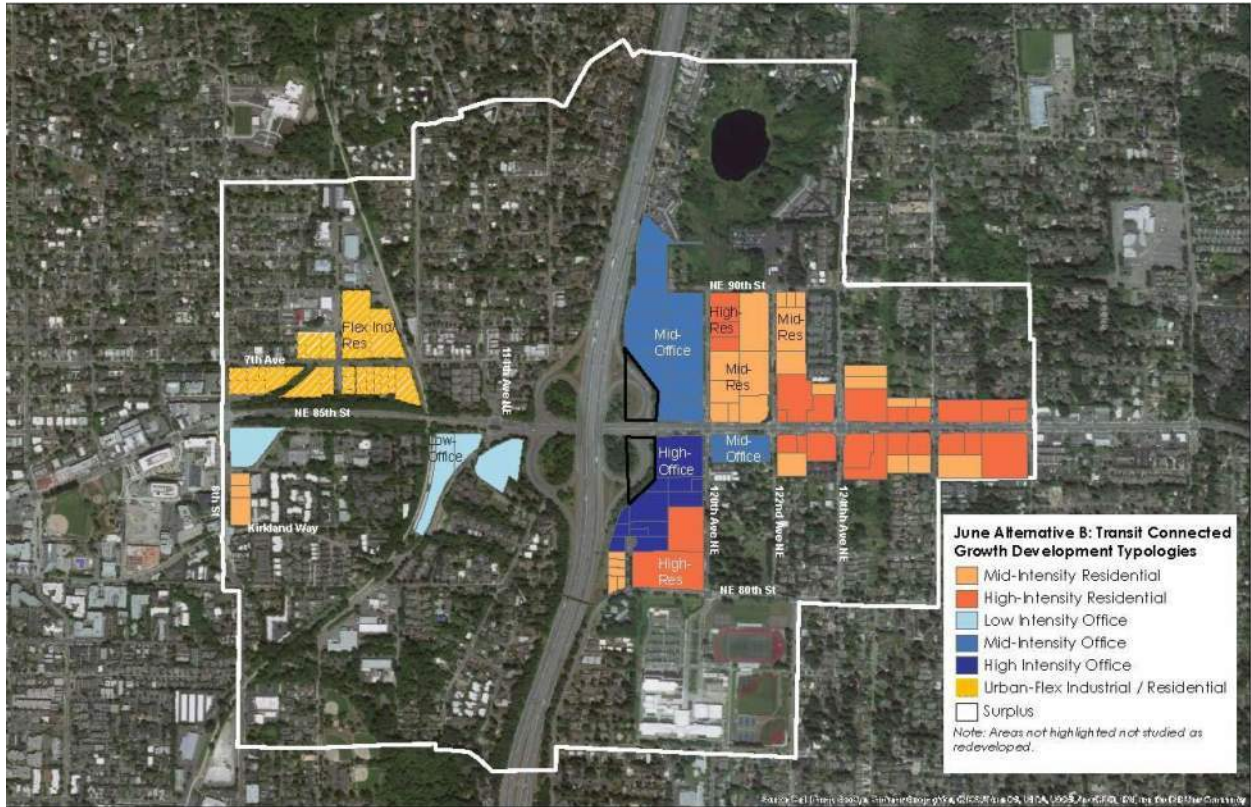 NE 90th St
High-
Res
Mid-
Res
Mid-
Office
Flex Ind/
Res
7th Ave
114th Ave NE
Mid-
Res
NE 85th St
Low-
Office
High-
Office
Mid-
Office
6th St
Kirkland Way
120th Ave NE
122nd Ave NE
124thh Ave NE
High-
Res
NE 80th St
June Alternative B: Transit Connected
Growth Development Typologies
Mid-Intensity Residential
High-Intensity Residential
Low Intensity Office
Mid-Intensity Office
High Intensity Office
Urban-Flex Industrial / Residential
Surplus
Note: Areas not highlighted not studied as
redeveloped.